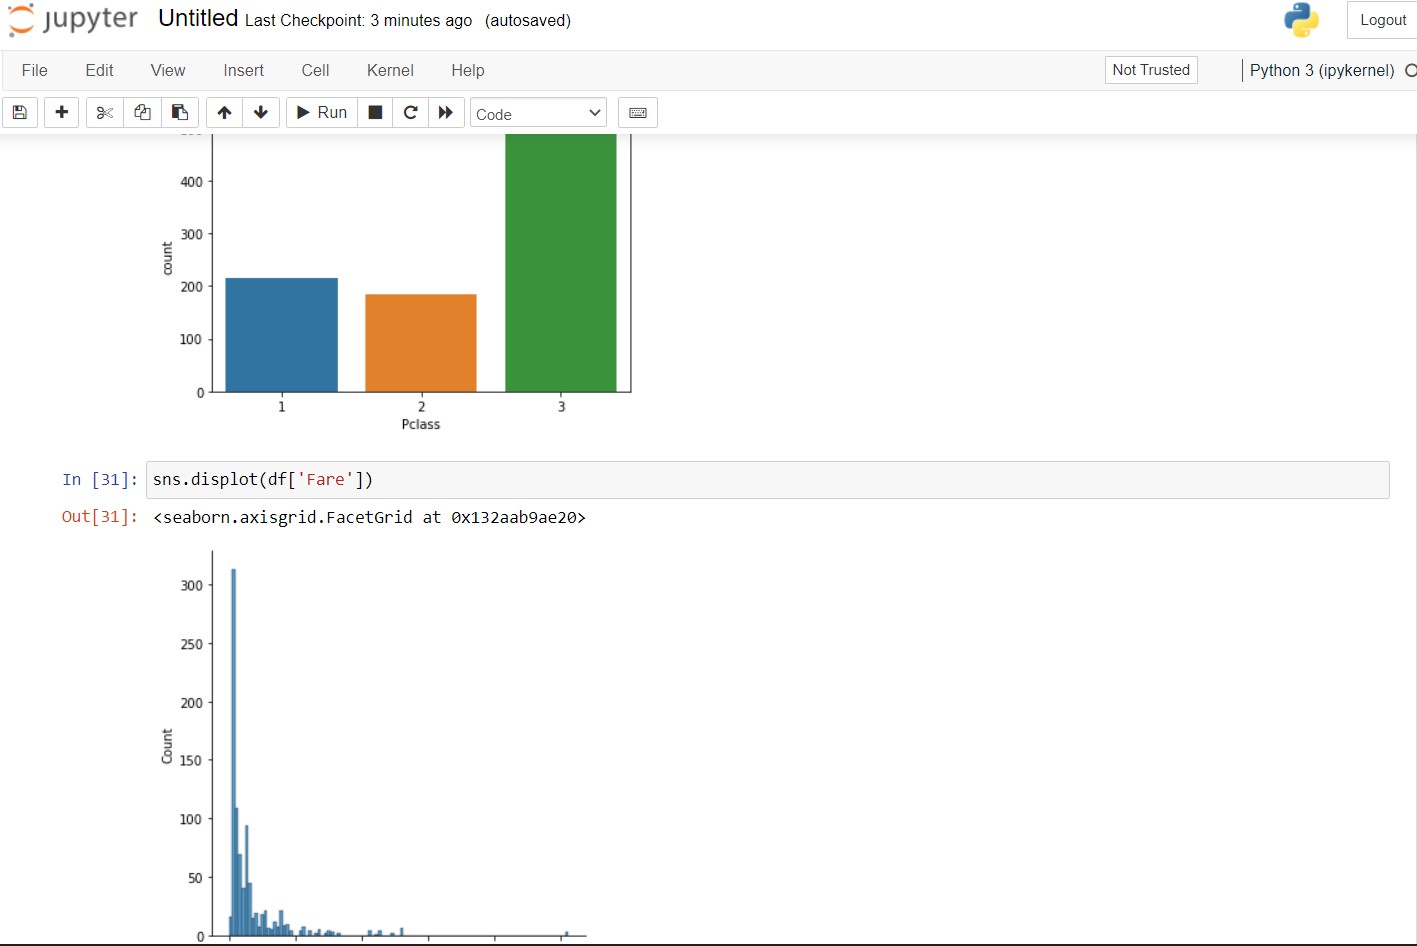 jupyter Untitled Last Checkpoint: 3 minutes ago (autosaved) Logout
File Edit View Insert Cell Kernel Help Not Trusted Python 3 (ipykernel)
Run Code
400
300
200
100
0
count
1 2 3
Pclass
In [31]: sns.displot(df['Fare'])
Out[31]: <seaborn.axisgrid.FacetGrid at 0x132aab9ae20>
300
250
200
150
100
50
0
Count